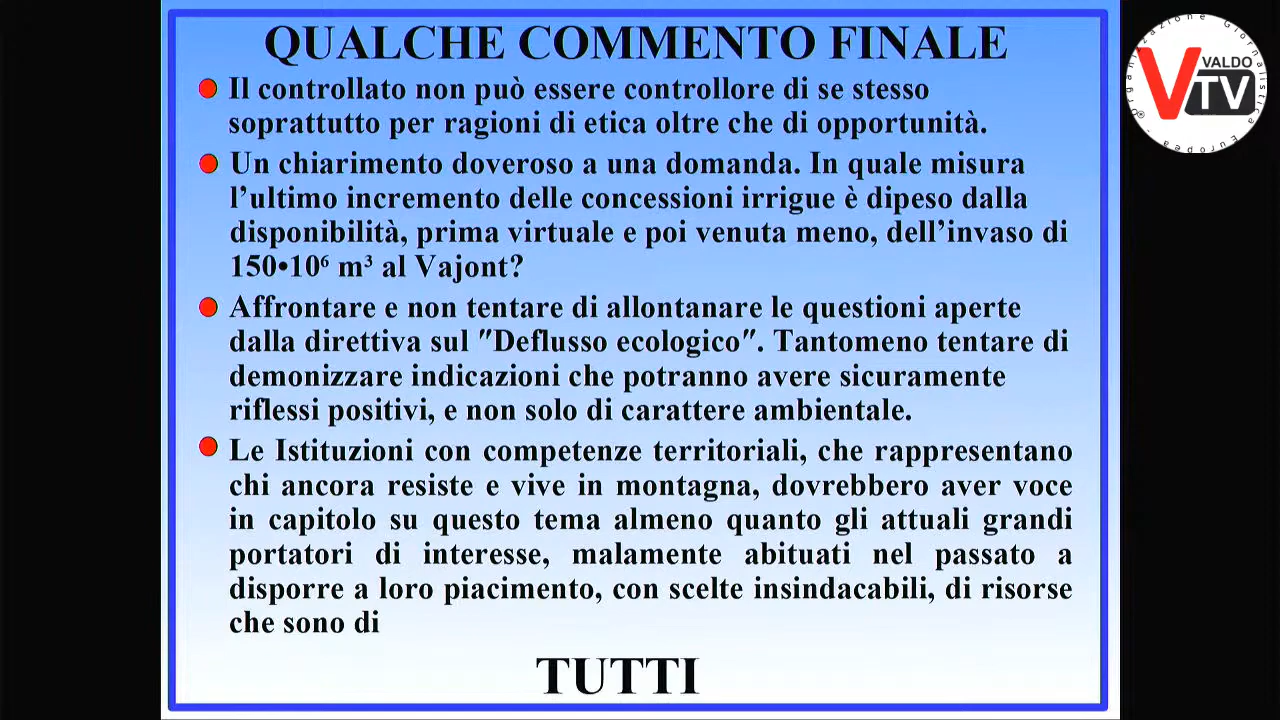 QUALCHE COMMENTO FINALE
Il controllato non può essere controllore di se stesso
soprattutto per ragioni di etica oltre che di opportunità.
Un chiarimento doveroso a una domanda. In quale misura
l’ultimo incremento delle concessioni irrigue è dipeso dalla
disponibilità, prima virtuale e poi venuta meno, dell’invaso di
150•10⁶ m³ al Vajont?
Affrontare e non tentare di allontanare le questioni aperte
dalla direttiva sul "Deflusso ecologico". Tantomeno tentare di
demonizzare indicazioni che potranno avere sicuramente
riflessi positivi, e non solo di carattere ambientale.
Le Istituzioni con competenze territoriali, che rappresentano
chi ancora resiste e vive in montagna, dovrebbero aver voce
in capitolo su questo tema almeno quanto gli attuali grandi
portatori di interesse, malamente abituati nel passato a
disporre a loro piacimento, con scelte insindacabili, di risorse
che sono di
TUTTI
VALDO
VTV
Organizzazione Giornalistica Europea ®